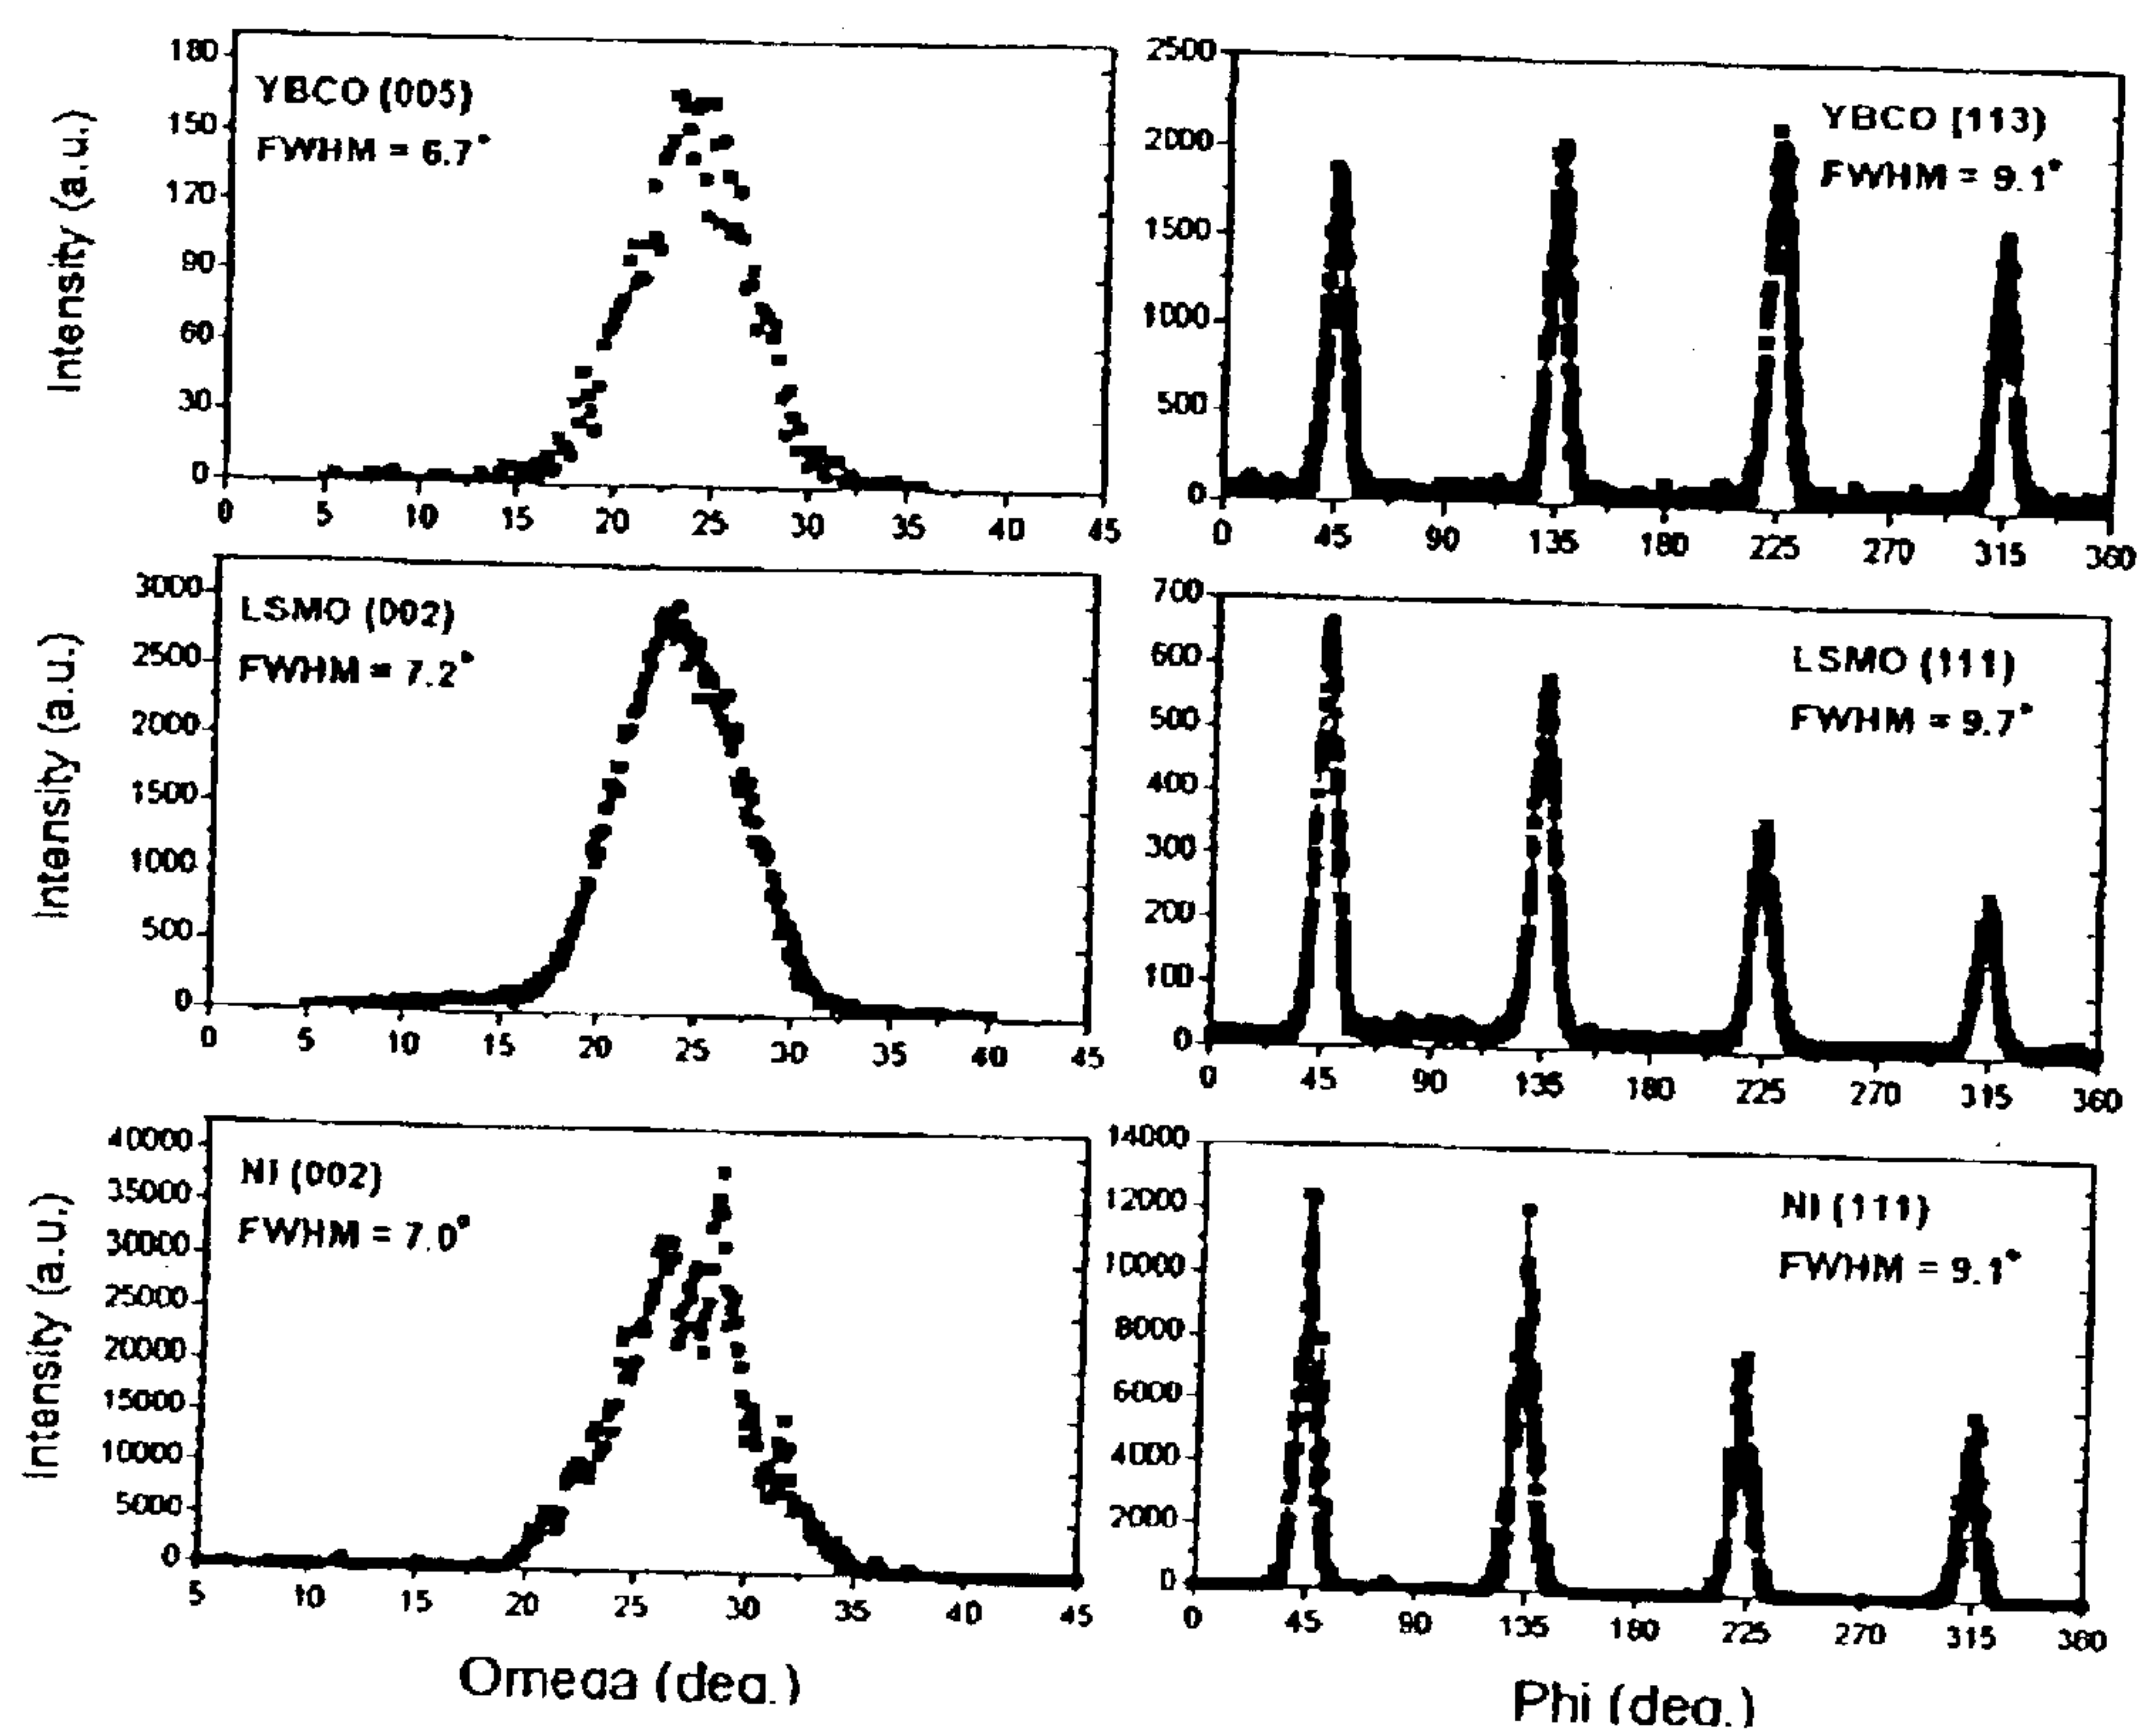 180
150
120
90
60
30
0
Intensity (a.u.)
YBCO (005)
FWHM = 6.7°
0 5 10 15 20 25 30 35 40 45
2500
2000
1500
1000
500
0
YBCO (113)
FWHM = 9.1°
0 45 90 135 180 225 270 315 360
3000
2500
2000
1500
1000
500
0
Intensity (a.u.)
LSMO (002)
FWHM = 7.2°
0 5 10 15 20 25 30 35 40 45
700
600
500
400
300
200
100
0
LSMO (111)
FWHM = 9.7°
0 45 90 135 180 225 270 315 360
40000
35000
30000
25000
20000
15000
10000
5000
0
Intensity (a.u.)
Ni (002)
FWHM = 7.0°
5 10 15 20 25 30 35 40 45
Omega (deg.)
14000
12000
10000
8000
6000
4000
2000
0
Ni (111)
FWHM = 9.1°
0 45 90 135 180 225 270 315 360
Phi (deg.)